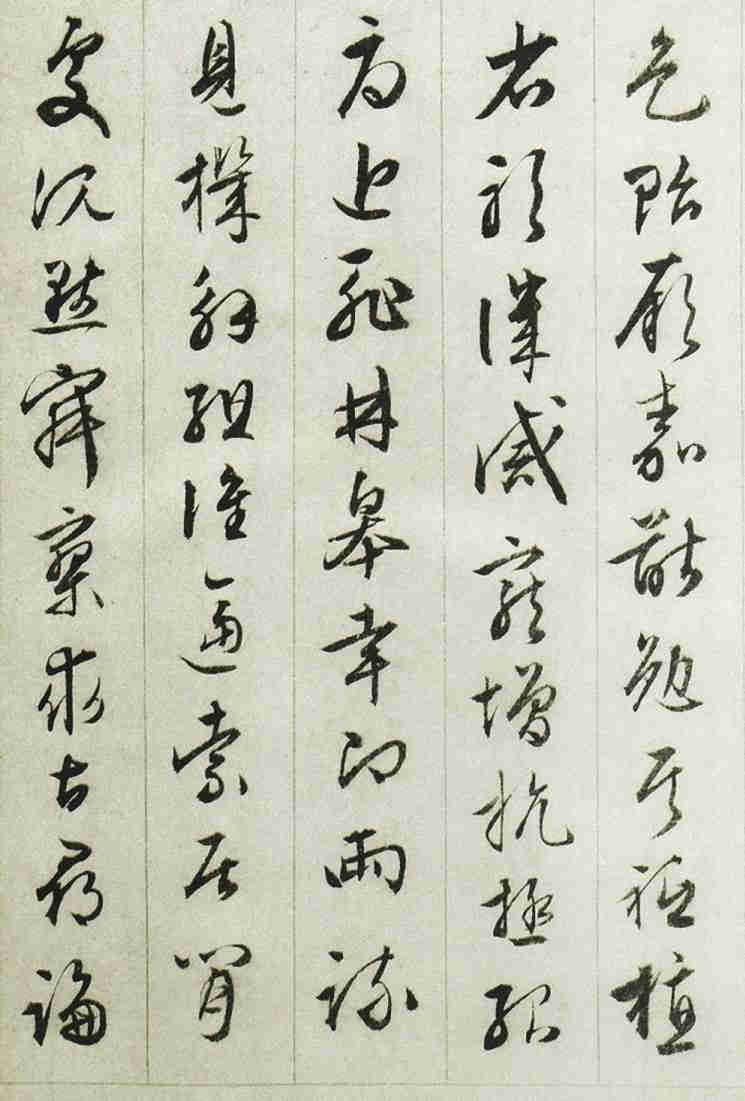 色貽厥嘉猷勉其祗植
省躬譏誡寵增抗極殆
辱近恥林皋幸即兩疏
見機解組誰逼索居閒
處沉默寂寥求古尋論